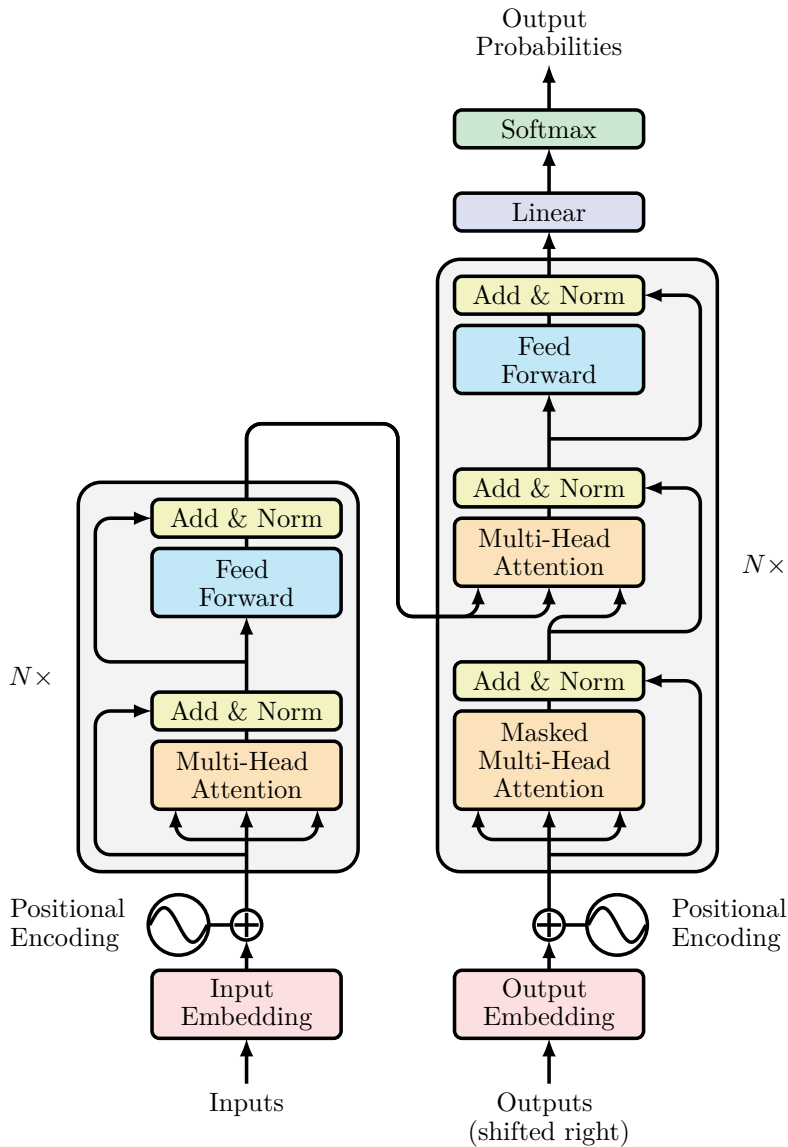 Output
Probabilities
Softmax
Linear
Add & Norm
Feed
Forward
Add & Norm
Multi-Head
Attention
N×
Add & Norm
Masked
Multi-Head
Attention
Add & Norm
Feed
Forward
N×
Add & Norm
Multi-Head
Attention
Positional
Encoding
Positional
Encoding
Input
Embedding
Output
Embedding
Inputs
Outputs
(shifted right)